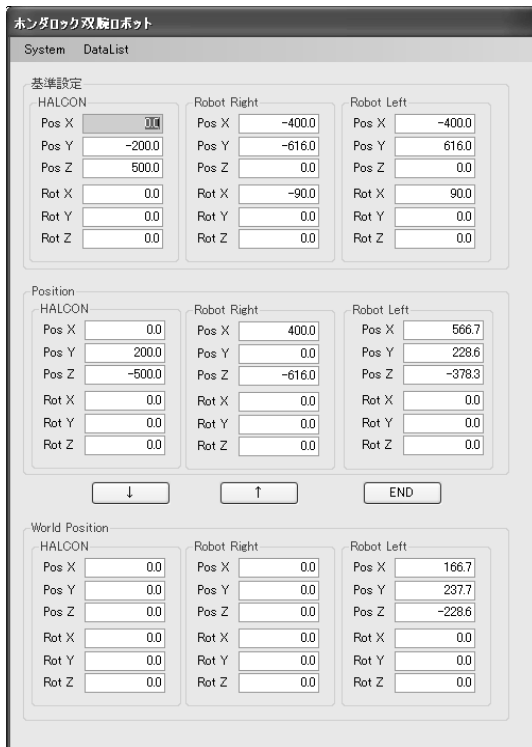 ホンダロック双腕ロボット
System DataList
基準設定
HALCON Robot Right Robot Left
Pos X 0.0 Pos X -400.0 Pos X -400.0
Pos Y -200.0 Pos Y -616.0 Pos Y 616.0
Pos Z 500.0 Pos Z 0.0 Pos Z 0.0
Rot X 0.0 Rot X -90.0 Rot X 90.0
Rot Y 0.0 Rot Y 0.0 Rot Y 0.0
Rot Z 0.0 Rot Z 0.0 Rot Z 0.0
Position
HALCON Robot Right Robot Left
Pos X 0.0 Pos X 400.0 Pos X 566.7
Pos Y 200.0 Pos Y 0.0 Pos Y 228.6
Pos Z -500.0 Pos Z -616.0 Pos Z -378.3
Rot X 0.0 Rot X 0.0 Rot X 0.0
Rot Y 0.0 Rot Y 0.0 Rot Y 0.0
Rot Z 0.0 Rot Z 0.0 Rot Z 0.0
↓ ↑ END
World Position
HALCON Robot Right Robot Left
Pos X 0.0 Pos X 0.0 Pos X 166.7
Pos Y 0.0 Pos Y 0.0 Pos Y 237.7
Pos Z 0.0 Pos Z 0.0 Pos Z -228.6
Rot X 0.0 Rot X 0.0 Rot X 0.0
Rot Y 0.0 Rot Y 0.0 Rot Y 0.0
Rot Z 0.0 Rot Z 0.0 Rot Z 0.0